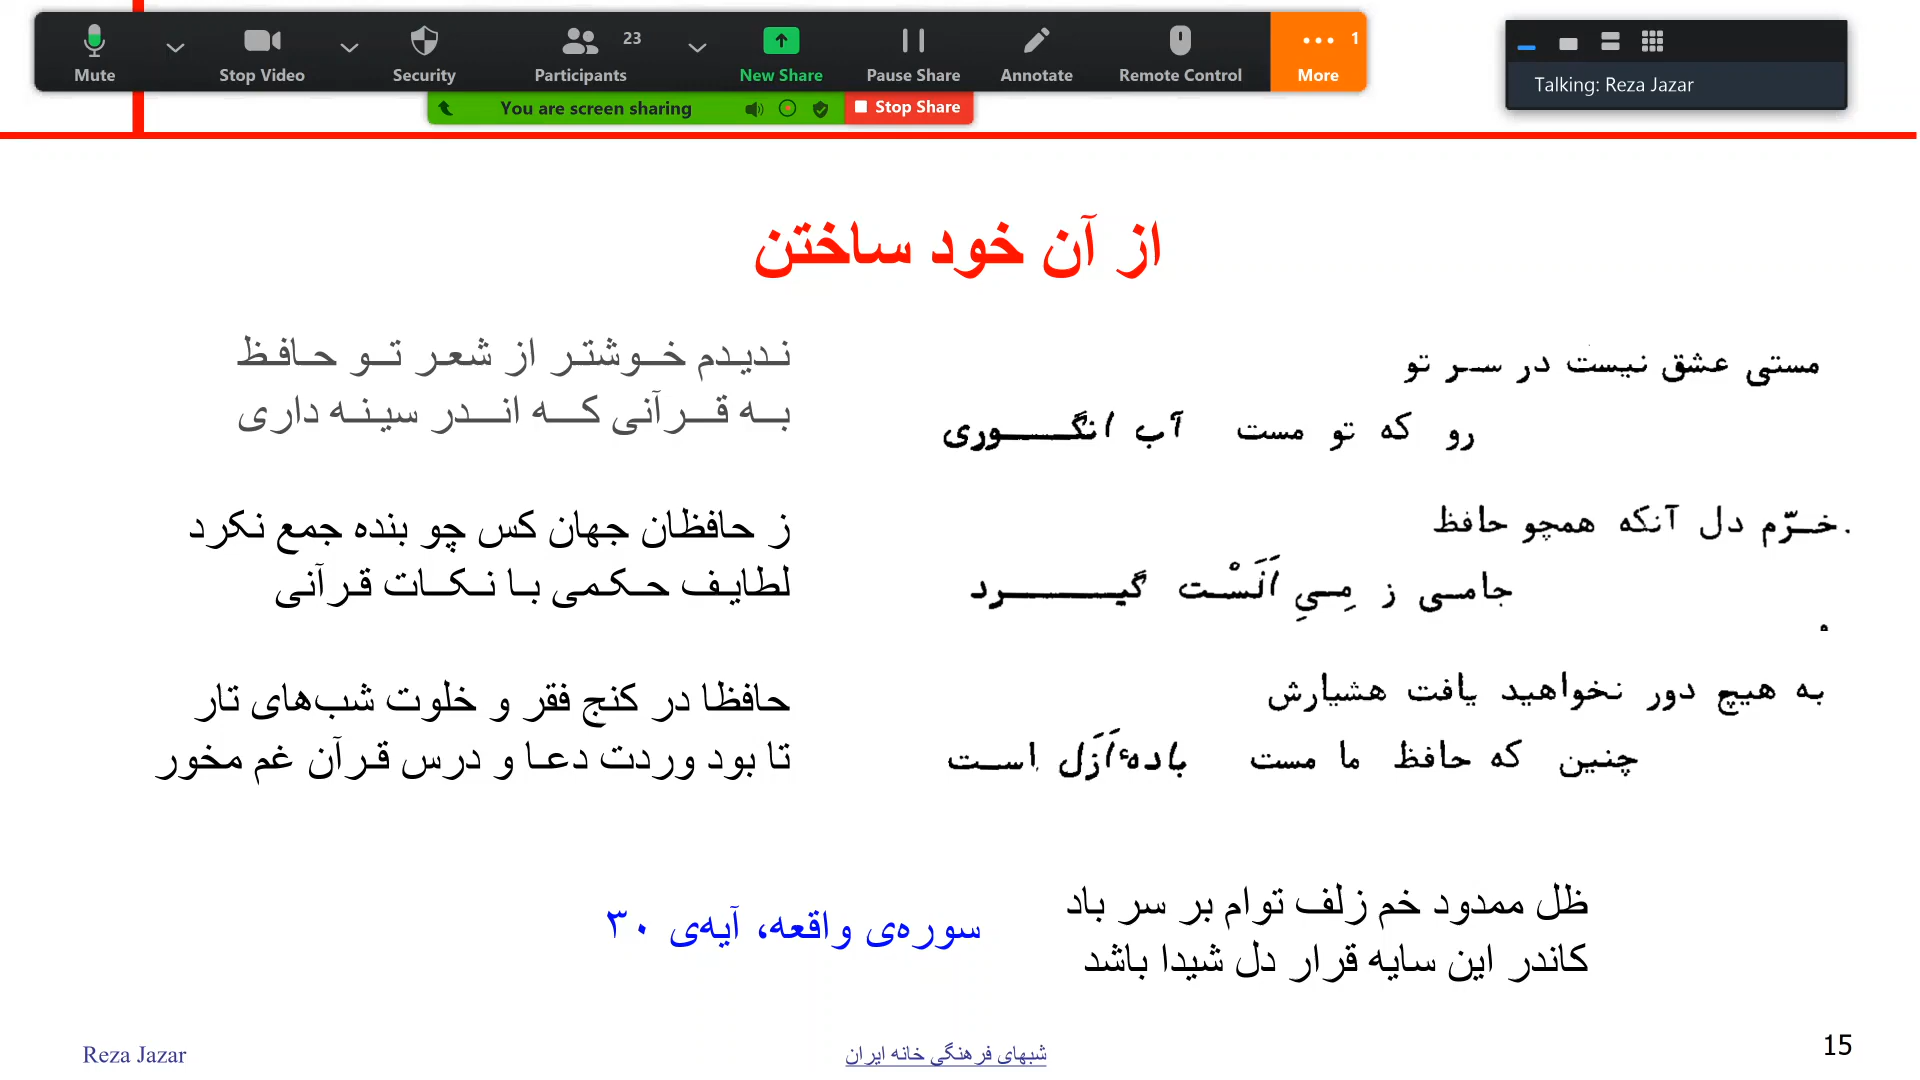 Mute
Stop Video
Security
Participants
23
New Share
Pause Share
Annotate
Remote Control
More
1
You are screen sharing
Stop Share
Talking: Reza Jazar
از آن خود ساختن
مستی عشق نیست در سر تو
رو که تو مست آب انگوری
.خرّم دل آنکه همچو حافظ
جامی ز مِیِ اَلَسْت گیرد
به هیچ دور نخواهید یافت هشیارش
چنین که حافظ ما مست بادهٔ اَزَل است
ندیدم خوشتر از شعر تو حافظ
به قرآنی که اندر سینه داری
ز حافظان جهان کس چو بنده جمع نکرد
لطایف حکمی با نکات قرآنی
حافظا در کنج فقر و خلوت شب‌های تار
تا بود وردت دعا و درس قرآن غم مخور
ظل ممدود خم زلف توام بر سر باد
کاندر این سایه قرار دل شیدا باشد
سوره‌ی واقعه، آیه‌ی ۳۰
Reza Jazar
شبهای فرهنگی خانه ایران
15